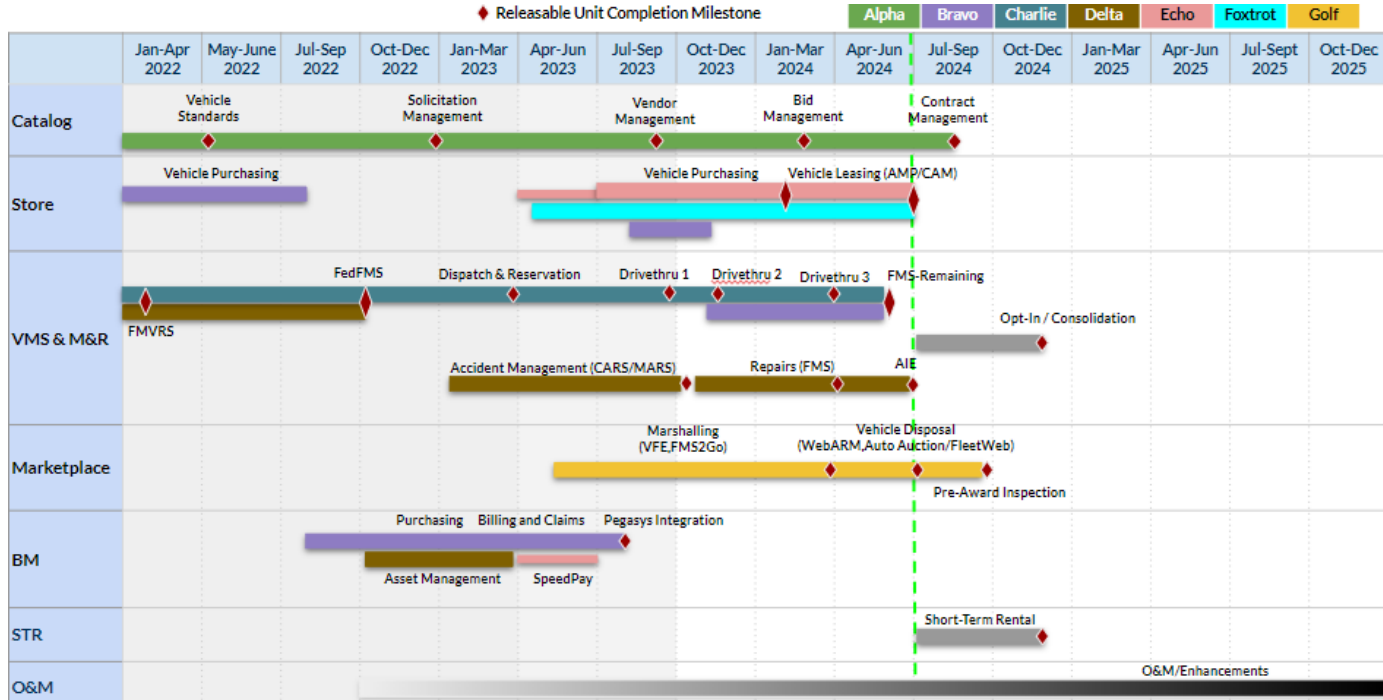 Releasable Unit Completion Milestone
Alpha
Bravo
Charlie
Delta
Echo
Foxtrot
Golf
Jan-Apr
2022
May-June
2022
Jul-Sep
2022
Oct-Dec
2022
Jan-Mar
2023
Apr-Jun
2023
Jul-Sep
2023
Oct-Dec
2023
Jan-Mar
2024
Apr-Jun
2024
Jul-Sep
2024
Oct-Dec
2024
Jan-Mar
2025
Apr-Jun
2025
Jul-Sept
2025
Oct-Dec
2025
Catalog
Vehicle
Standards
Solicitation
Management
Vendor
Management
Bid
Management
Contract
Management
Store
Vehicle Purchasing
Vehicle Purchasing
Vehicle Leasing (AMP/CAM)
VMS & M&R
FedFMS
Dispatch & Reservation
Drivethru 1
Drivethru 2
Drivethru 3
FMS-Remaining
FMVRS
Opt-In / Consolidation
Accident Management (CARS/MARS)
Repairs (FMS)
AIE
Marketplace
Marshalling
(VFE,FMS2Go)
Vehicle Disposal
(WebARM,Auto Auction/FleetWeb)
Pre-Award Inspection
BM
Purchasing
Billing and Claims
Pegasys Integration
Asset Management
SpeedPay
STR
Short-Term Rental
O&M
O&M/Enhancements